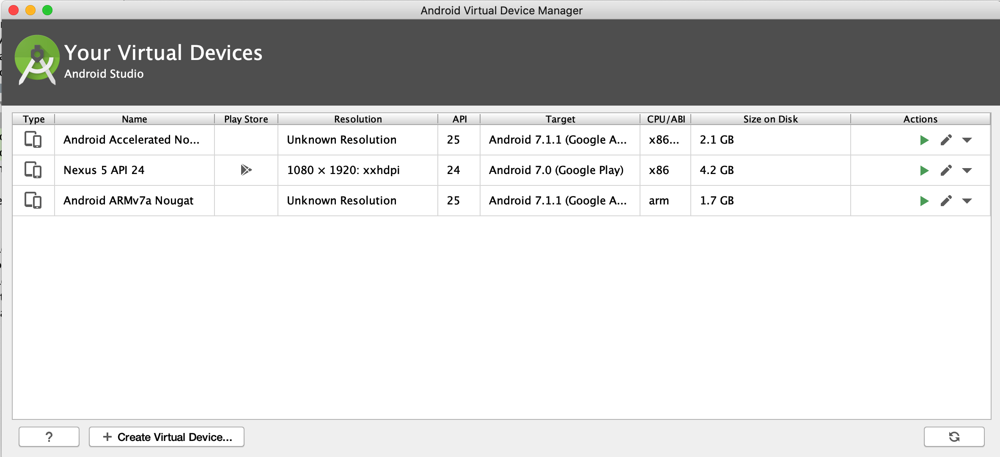 Android Virtual Device Manager
Your Virtual Devices
Android Studio
Type Name Play Store Resolution API Target CPU/ABI Size on Disk Actions
Android Accelerated No... Unknown Resolution 25 Android 7.1.1 (Google A... x86... 2.1 GB
Nexus 5 API 24 1080 × 1920: xxhdpi 24 Android 7.0 (Google Play) x86 4.2 GB
Android ARMv7a Nougat Unknown Resolution 25 Android 7.1.1 (Google A... arm 1.7 GB
? + Create Virtual Device...